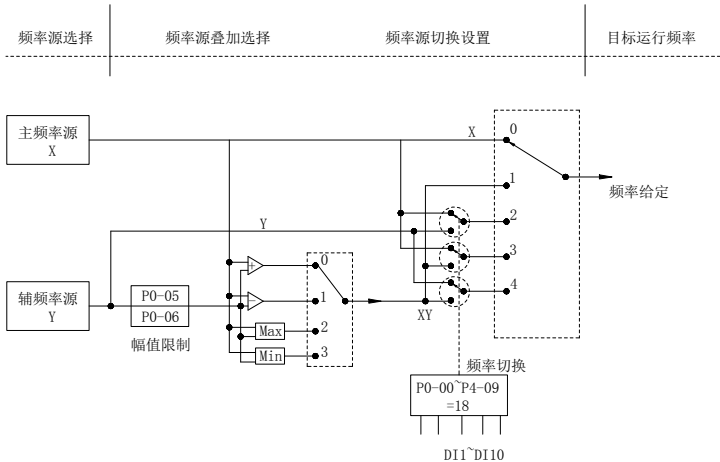 频率源选择
频率源叠加选择
频率源切换设置
目标运行频率
主频率源
X
X
0
1
频率给定
2
Y
3
0
4
辅频率源
Y
P0-05
P0-06
幅值限制
+
-
1
XY
Max
2
Min
3
频率切换
P0-00~P4-09
=18
DI1~DI10